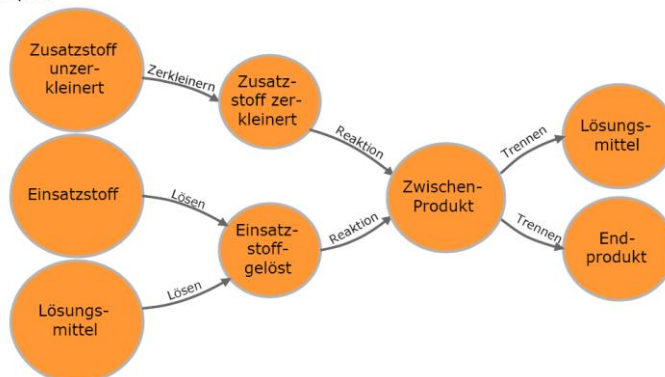 Zusatzstoff
unzer-
kleinert
Zerkleinern
Zusatz-
stoff zer-
kleinert
Reaktion
Einsatzstoff
Lösen
Einsatz-
stoff-
gelöst
Reaktion
Lösungs-
mittel
Lösen
Zwischen-
Produkt
Trennen
Lösungs-
mittel
Trennen
End-
produkt